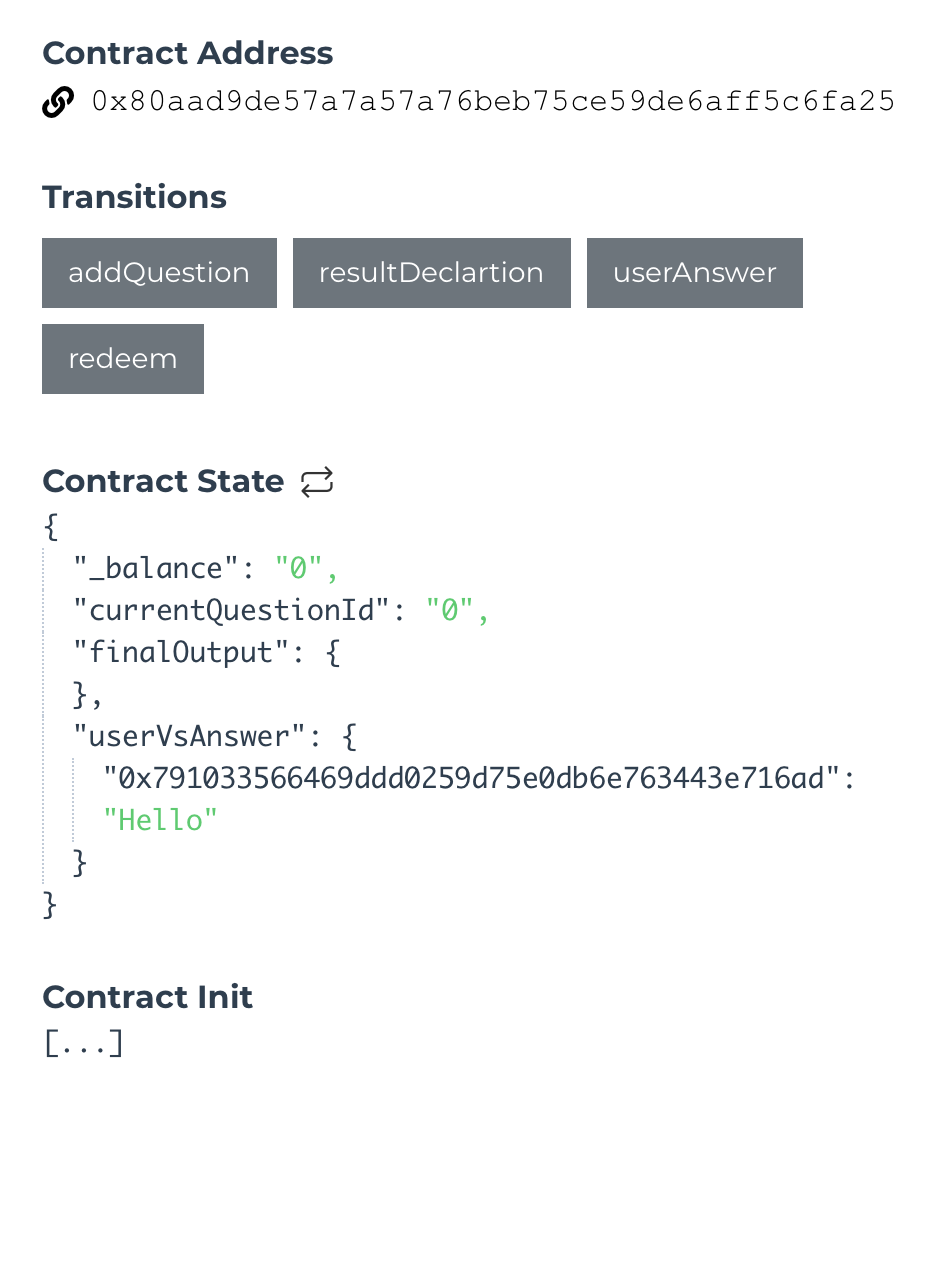 Contract Address
0x80aad9de57a7a57a76beb75ce59de6aff5c6fa25
Transitions
addQuestion resultDeclartion userAnswer
redeem
Contract State
{
"_balance": "0",
"currentQuestionId": "0",
"finalOutput": {
},
"userVsAnswer": {
"0x791033566469ddd0259d75e0db6e763443e716ad":
"Hello"
}
}
Contract Init
[...]